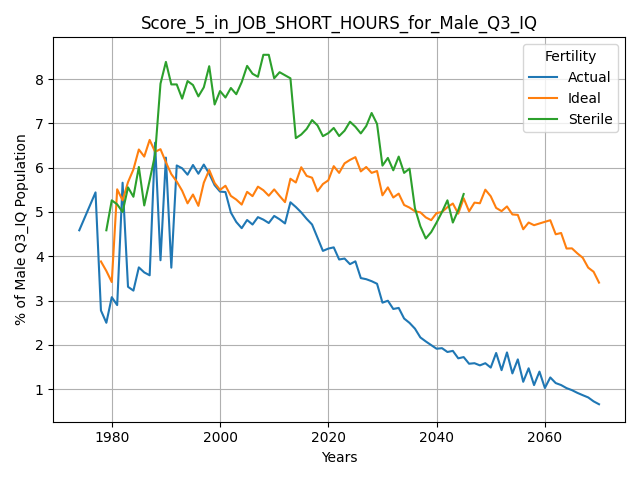 Score_5_in_JOB_SHORT_HOURS_for_Male_Q3_IQ
Fertility
Actual
Ideal
Sterile
% of Male Q3_IQ Population
8
7
6
5
4
3
2
1
1980 2000 2020 2040 2060
Years